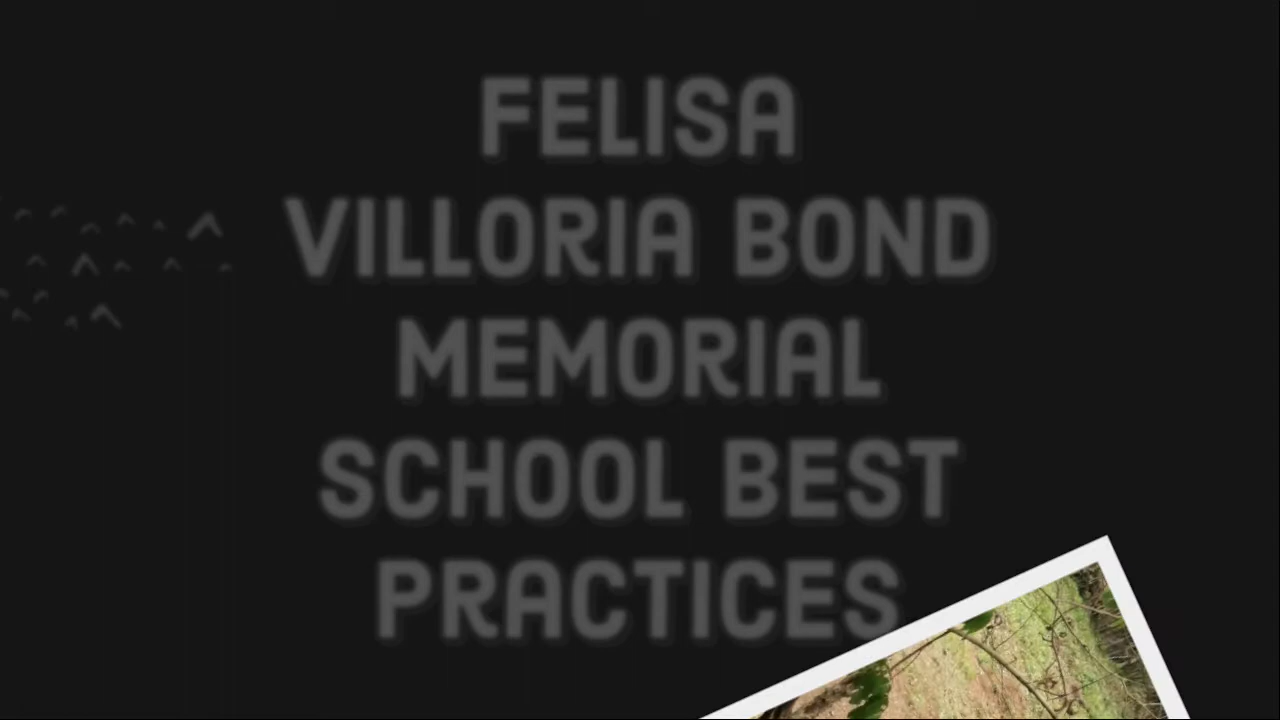 FELISA
VILLORIA BOND
MEMORIAL
SCHOOL BEST
PRACTICES